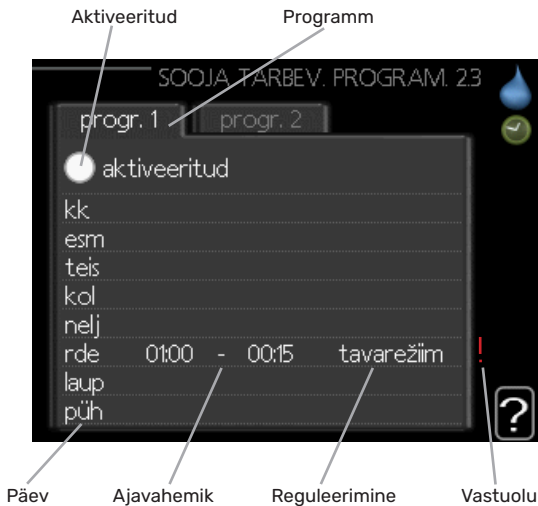 Aktiveeritud Programm
SOOJA TARBEV. PROGRAM. 2.3
progr. 1 progr. 2
aktiveeritud
kk
esm
teis
kol
nelj
rde 01:00 - 00:15 tavarežiim !
laup
püh ?
Päev Ajavahemik Reguleerimine Vastuolu